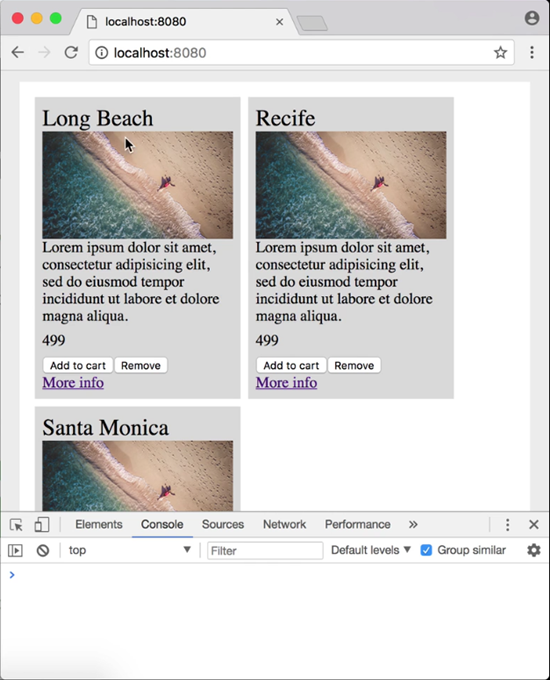 localhost:8080
localhost:8080
Long Beach
Lorem ipsum dolor sit amet,
consectetur adipisicing elit,
sed do eiusmod tempor
incididunt ut labore et dolore
magna aliqua.
499
Add to cart Remove
More info
Recife
Lorem ipsum dolor sit amet,
consectetur adipisicing elit,
sed do eiusmod tempor
incididunt ut labore et dolore
magna aliqua.
499
Add to cart Remove
More info
Santa Monica
Elements Console Sources Network Performance
top Filter Default levels Group similar